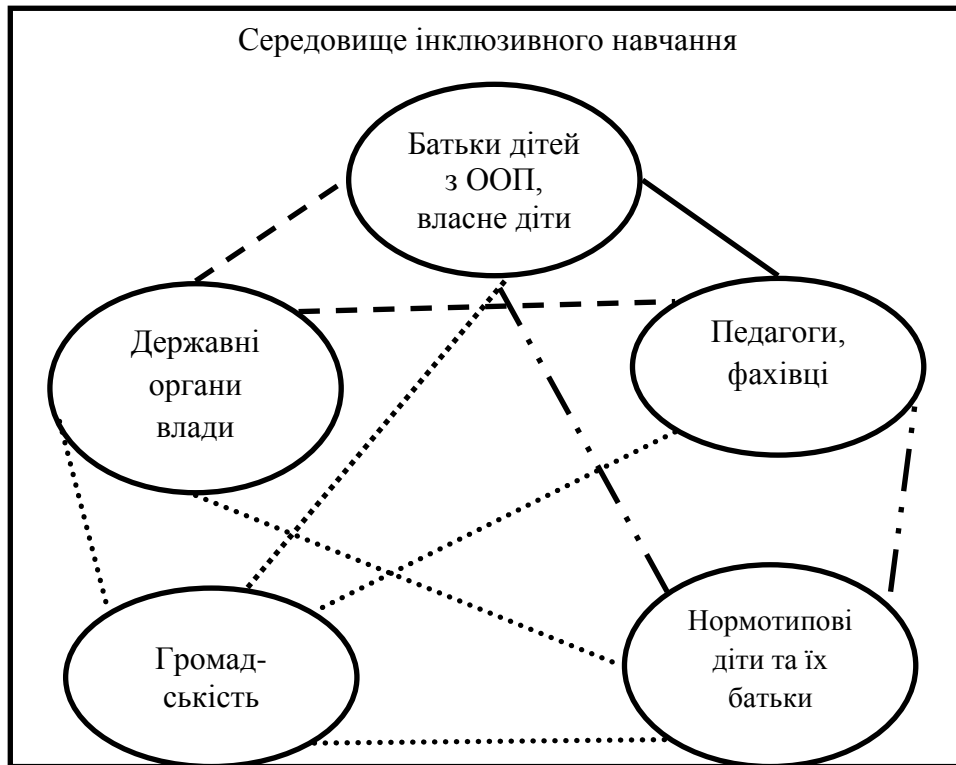 Середовище інклюзивного навчання
Батьки дітей
з ООП,
власне діти
Державні
органи
влади
Педагоги,
фахівці
Громад-
ськість
Нормотипові
діти та їх
батьки